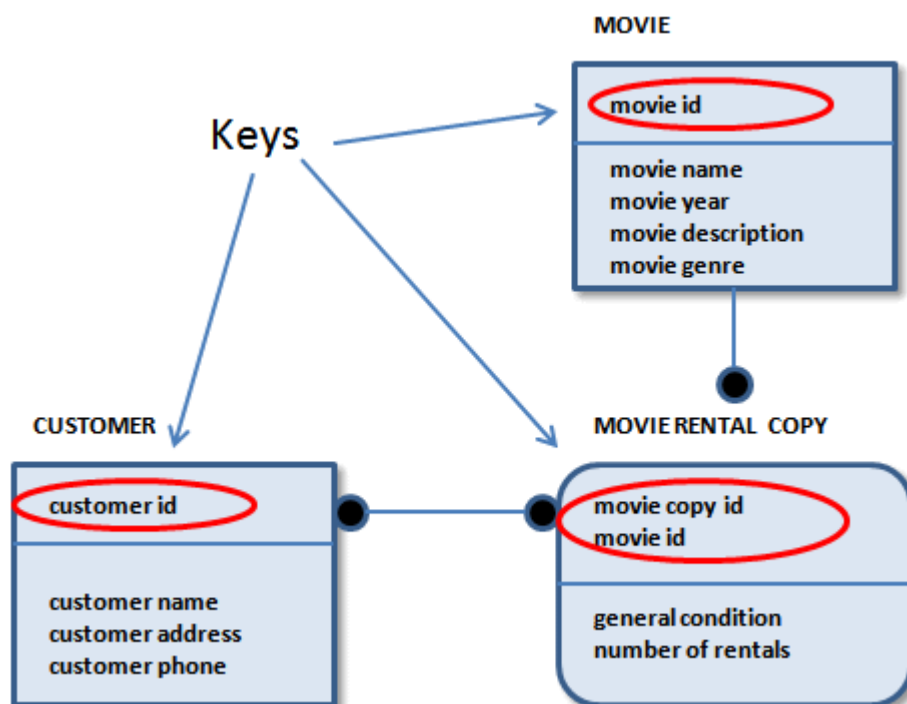 MOVIE
movie id
Keys
movie name
movie year
movie description
movie genre
CUSTOMER
customer id
customer name
customer address
customer phone
MOVIE RENTAL COPY
movie copy id
movie id
general condition
number of rentals